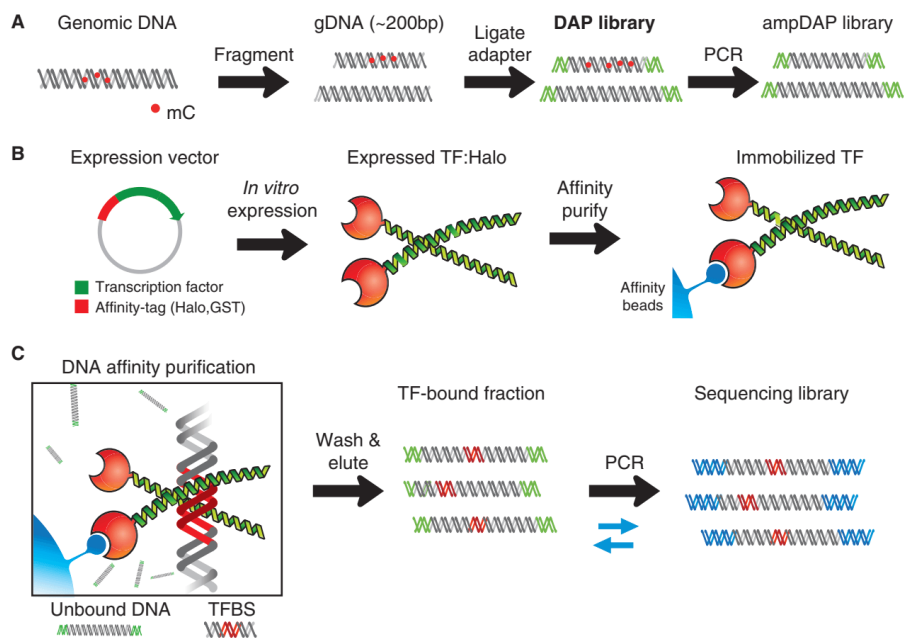 A
Genomic DNA
mC
Fragment
gDNA (~200bp)
Ligate
adapter
DAP library
PCR
ampDAP library
B
Expression vector
Transcription factor
Affinity-tag (Halo,GST)
In vitro
expression
Expressed TF:Halo
Affinity
purify
Immobilized TF
Affinity
beads
C
DNA affinity purification
Unbound DNA
TFBS
Wash &
elute
TF-bound fraction
PCR
Sequencing library